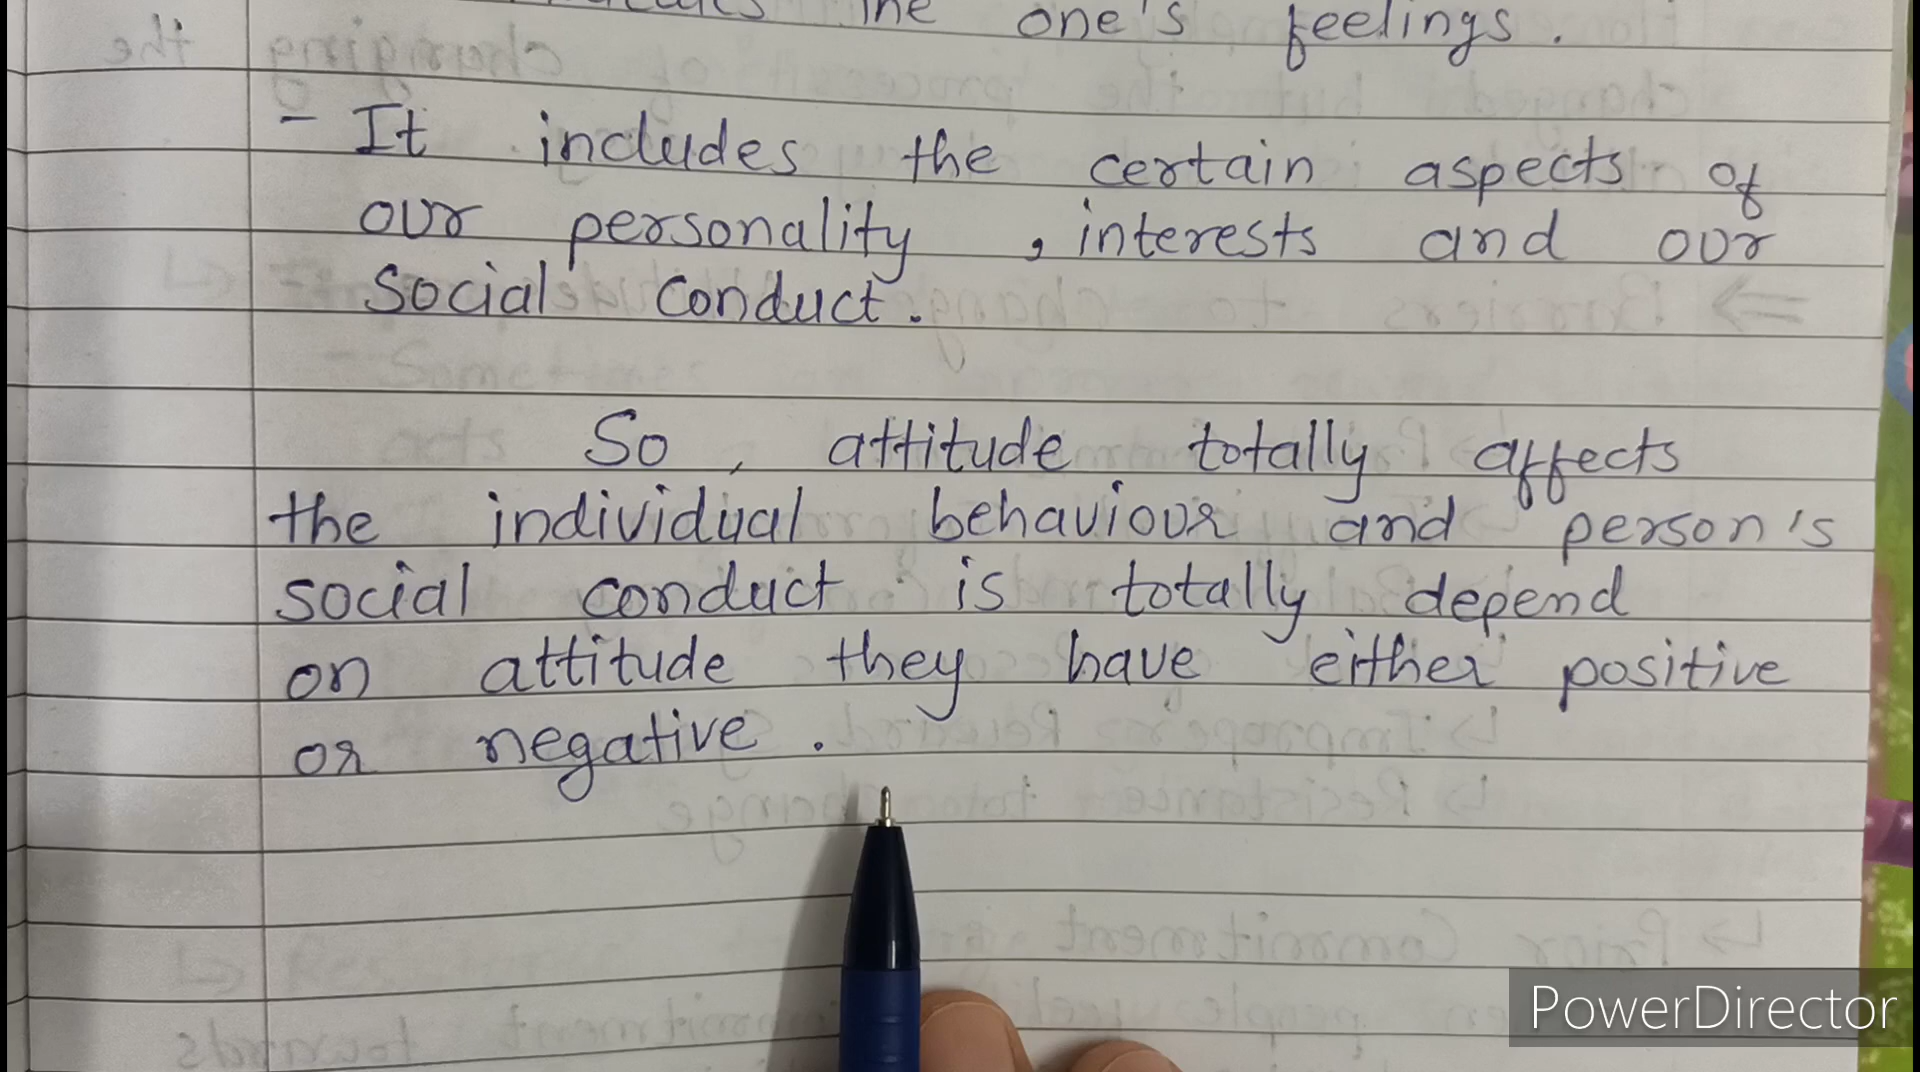 the one's feelings.
- It includes the certain aspects of
our personality, interests and our
social conduct.
So, attitude totally affects
the individual behaviour and person's
social conduct is totally depend
on attitude they have either positive
or negative.
PowerDirector